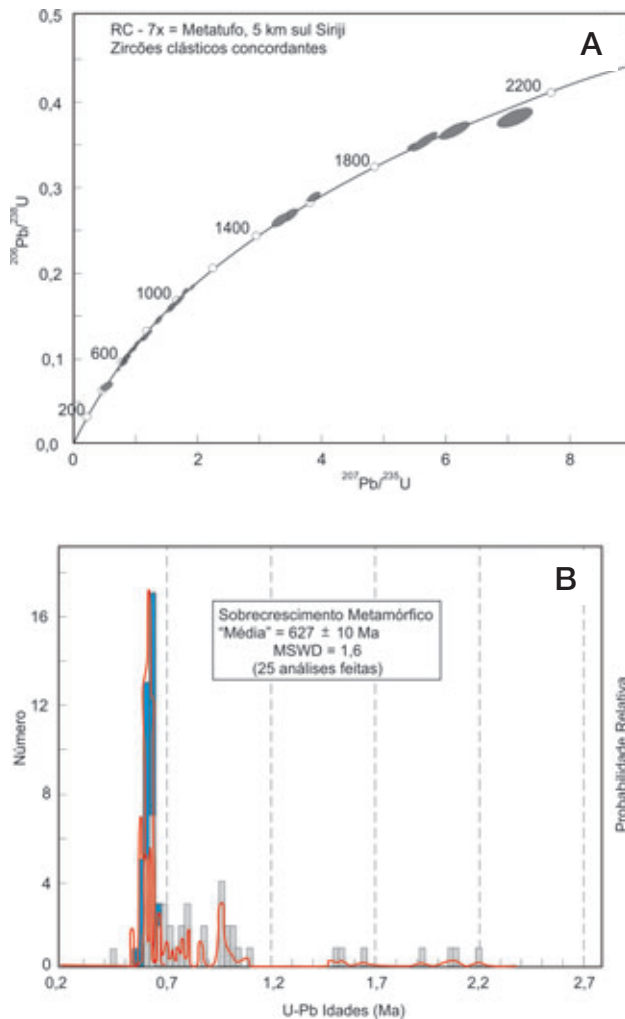 0,5
RC - 7x = Metatufo, 5 km sul Siriji
Zircões clásticos concordantes
A
2200
0,4
1800
0,3
1400
0,2
1000
600
0,1
200
0,0
0 2 4 6 8
206Pb/238U
207Pb/235U
B
16
12
8
4
0
Sobrecrescimento Metamórfico
“Média” = 627 ± 10 Ma
MSWD = 1,6
(25 análises feitas)
Número
Probabilidade Relativa
0,2 0,7 1,2 1,7 2,2 2,7
U-Pb Idades (Ma)